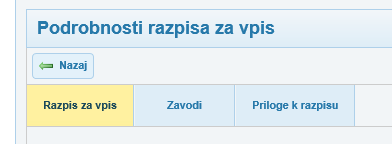 Podrobnosti razpisa za vpis
Nazaj
Razpis za vpis
Zavodi
Priloge k razpisu